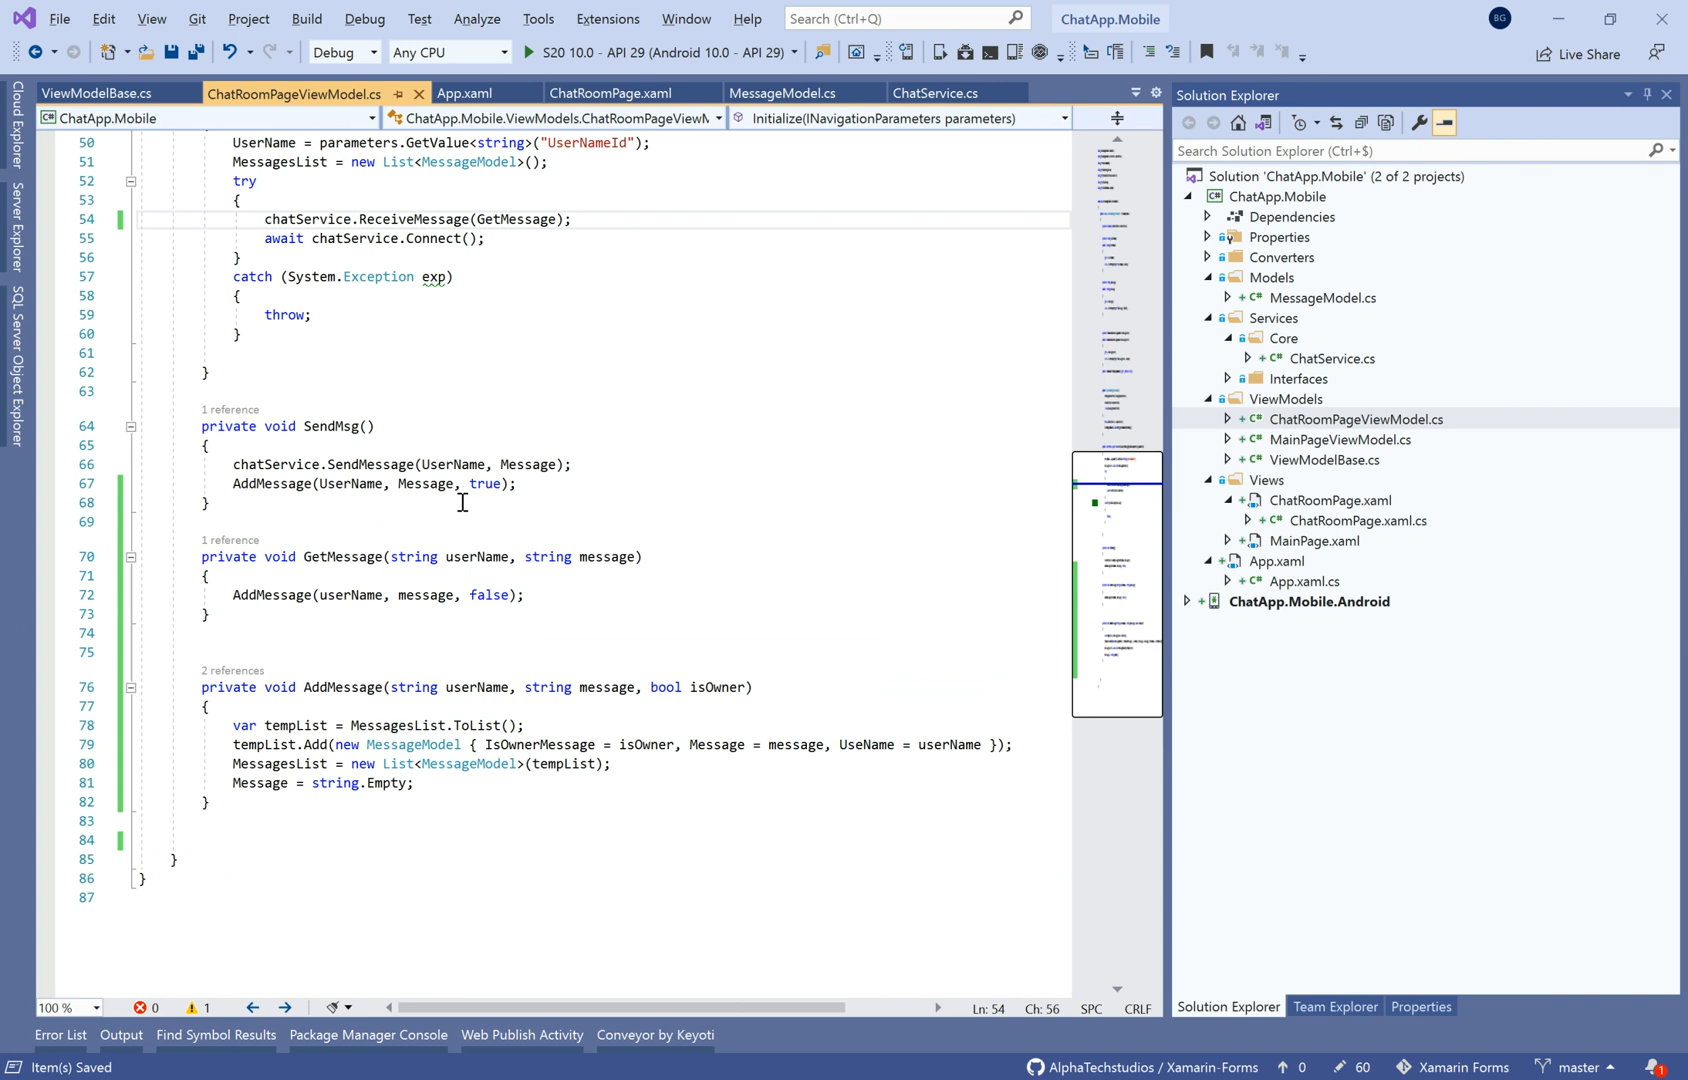 File Edit View Git Project Build Debug Test Analyze Tools Extensions Window Help Search (Ctrl+Q) ChatApp.Mobile BG
Debug Any CPU S20 10.0 - API 29 (Android 10.0 - API 29) Live Share
ViewModelBase.cs ChatRoomPageViewModel.cs App.xaml ChatRoomPage.xaml MessageModel.cs ChatService.cs
ChatApp.Mobile ChatApp.Mobile.ViewModels.ChatRoomPageViewM Initialize(INavigationParameters parameters)
Cloud Explorer
Server Explorer
SQL Server Object Explorer
50 UserName = parameters.GetValue<string>("UserNameId");
51 MessagesList = new List<MessageModel>();
52 try
53 {
54 chatService.ReceiveMessage(GetMessage);
55 await chatService.Connect();
56 }
57 catch (System.Exception exp)
58 {
59 throw;
60 }
61
62 }
63
1 reference
64 private void SendMsg()
65 {
66 chatService.SendMessage(UserName, Message);
67 AddMessage(UserName, Message, true);
68 }
69
1 reference
70 private void GetMessage(string userName, string message)
71 {
72 AddMessage(userName, message, false);
73 }
74
75
2 references
76 private void AddMessage(string userName, string message, bool isOwner)
77 {
78 var tempList = MessagesList.ToList();
79 tempList.Add(new MessageModel { IsOwnerMessage = isOwner, Message = message, UseName = userName });
80 MessagesList = new List<MessageModel>(tempList);
81 Message = string.Empty;
82 }
83
84
85 }
86 }
87
100 % 0 1 Ln: 54 Ch: 56 SPC CRLF
Solution Explorer
Search Solution Explorer (Ctrl+$)
Solution 'ChatApp.Mobile' (2 of 2 projects)
ChatApp.Mobile
Dependencies
Properties
Converters
Models
MessageModel.cs
Services
Core
ChatService.cs
Interfaces
ViewModels
ChatRoomPageViewModel.cs
MainPageViewModel.cs
ViewModelBase.cs
Views
ChatRoomPage.xaml
ChatRoomPage.xaml.cs
MainPage.xaml
App.xaml
App.xaml.cs
ChatApp.Mobile.Android
Solution Explorer Team Explorer Properties
Error List Output Find Symbol Results Package Manager Console Web Publish Activity Conveyor by Keyoti
Item(s) Saved AlphaTechstudios / Xamarin-Forms 0 60 Xamarin Forms master 1